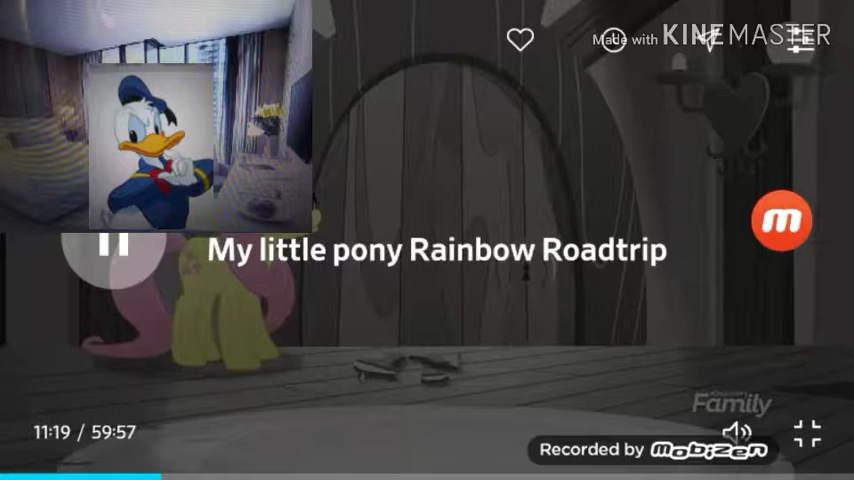 Made with KINEMASTER
My little pony Rainbow Roadtrip
Family
11:19 / 59:57
Recorded by mobizen